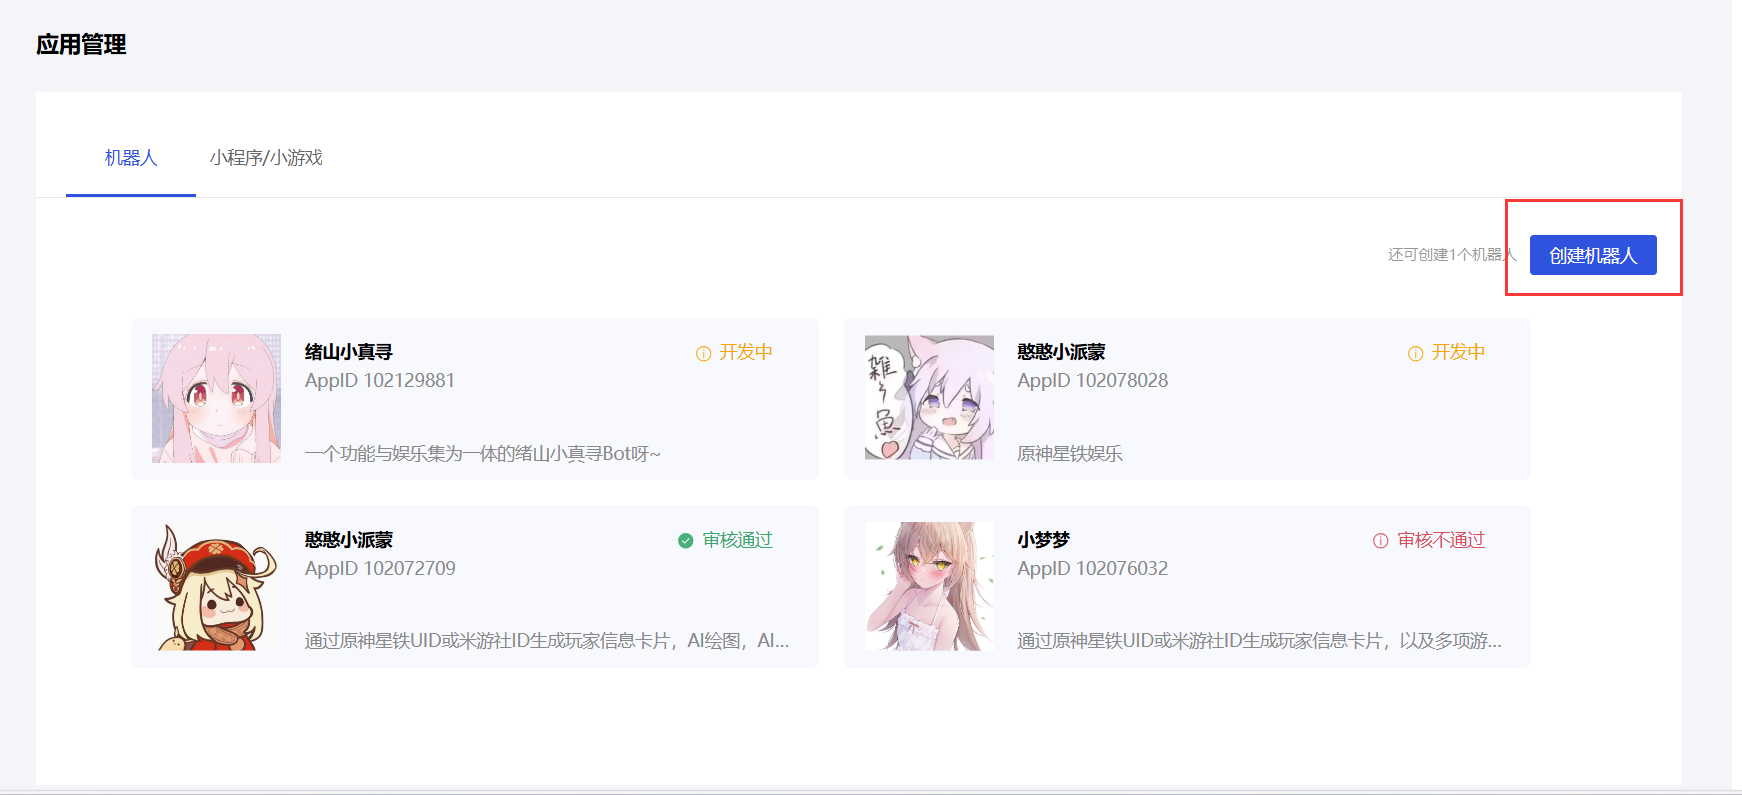 应用管理
机器人
小程序/小游戏
还可创建1个机器人
创建机器人
绪山小真寻
开发中
AppID 102129881
一个功能与娱乐集为一体的绪山小真寻Bot呀~
雑
魚
憨憨小派蒙
开发中
AppID 102078028
原神星铁娱乐
憨憨小派蒙
审核通过
AppID 102072709
通过原神星铁UID或米游社ID生成玩家信息卡片，AI绘图，AI...
小梦梦
审核不通过
AppID 102076032
通过原神星铁UID或米游社ID生成玩家信息卡片，以及多项游...